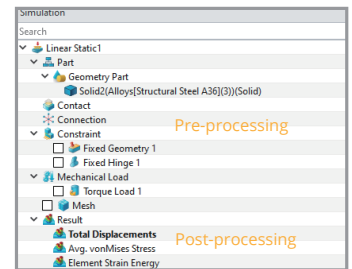 Simulation
Search
Linear Static1
Part
Geometry Part
Solid2(Alloys[Structural Steel A36](3))(Solid)
Contact
Connection
Pre-processing
Constraint
Fixed Geometry 1
Fixed Hinge 1
Mechanical Load
Torque Load 1
Mesh
Result
Total Displacements
Post-processing
Avg. vonMises Stress
Element Strain Energy